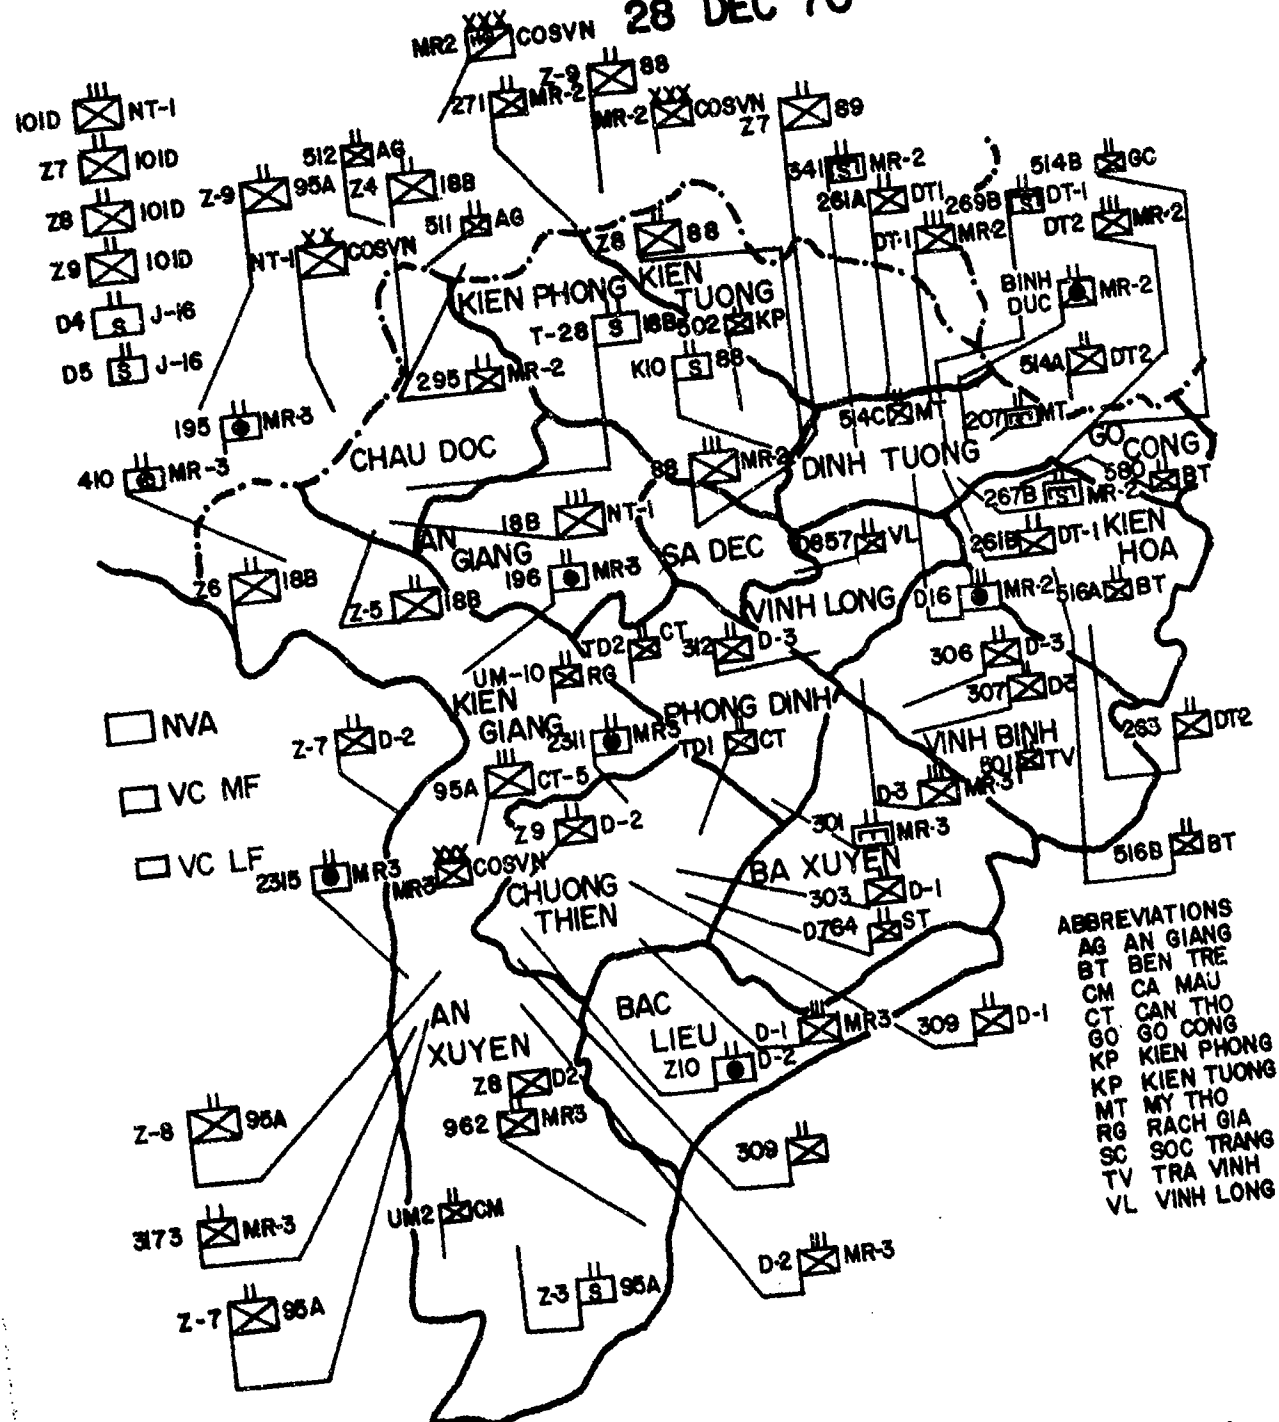 28 DEC 70
MR2 COSVN
Z-9 88
271 MR-2
MR-2 COSVN
Z7 89
101D NT-1
Z7 101D
Z8 101D
Z9 101D
D4 S J-16
D5 S J-16
512 AG
Z-9 95A
Z4 18B
511 AG
NT-1 COSVN
Z8 88
341 S MR-2
261A DT1
269B S DT-1
514B GC
DT-1 MR-2
DT2 MR-2
BINH DUC MR-2
KIEN PHONG
KIEN TUONG
T-28 S 18B
502 KP
K10 S 88
295 MR-2
514A DT2
514C MT
207 MT
195 MR-3
410 MR-3
CHAU DOC
88 MR-2
DINH TUONG
GO CONG
580 BT
267B S MR-2
18B NT-1
AN GIANG
SA DEC
D857 VL
261B DT-1
KIEN HOA
196 MR-3
Z6 18B
Z-5 18B
VINH LONG
D16 MR-2
516A BT
TD2 CT
312 D-3
306 D-3
307 D3
UM-10 RG
KIEN GIANG
PHONG DINH
2311 MR3
TD1 CT
VINH BINH
501 TV
263 DT2
NVA
VC MF
VC LF
Z-7 D-2
95A CT-5
D-3 MR-3
Z9 D-2
301 MR-3
516B BT
2315 MR3
MR3 COSVN
CHUONG THIEN
BA XUYEN
303 D-1
D764 ST
ABBREVIATIONS
AG AN GIANG
BT BEN TRE
CM CA MAU
CT CAN THO
GO GO CONG
KP KIEN PHONG
KP KIEN TUONG
MT MY THO
RG RACH GIA
SC SOC TRANG
TV TRA VINH
VL VINH LONG
AN XUYEN
BAC LIEU
D-1 MR3
309 D-1
Z10 D-2
Z8 D2
962 MR3
Z-8 95A
309
3173 MR-3
UM2 CM
D-2 MR-3
Z-3 S 95A
Z-7 95A